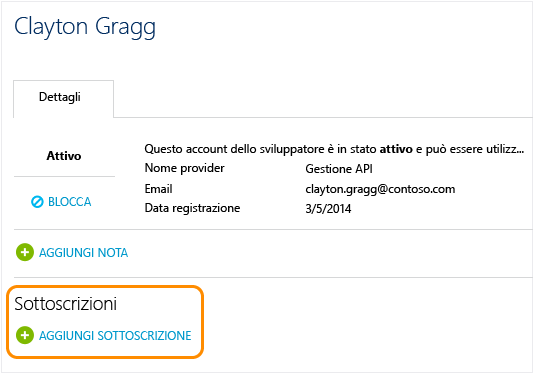 Clayton Gragg
Dettagli
Attivo
BLOCCA
Questo account dello sviluppatore è in stato attivo e può essere utilizz...
Nome provider Gestione API
Email clayton.gragg@contoso.com
Data registrazione 3/5/2014
AGGIUNGI NOTA
Sottoscrizioni
AGGIUNGI SOTTOSCRIZIONE